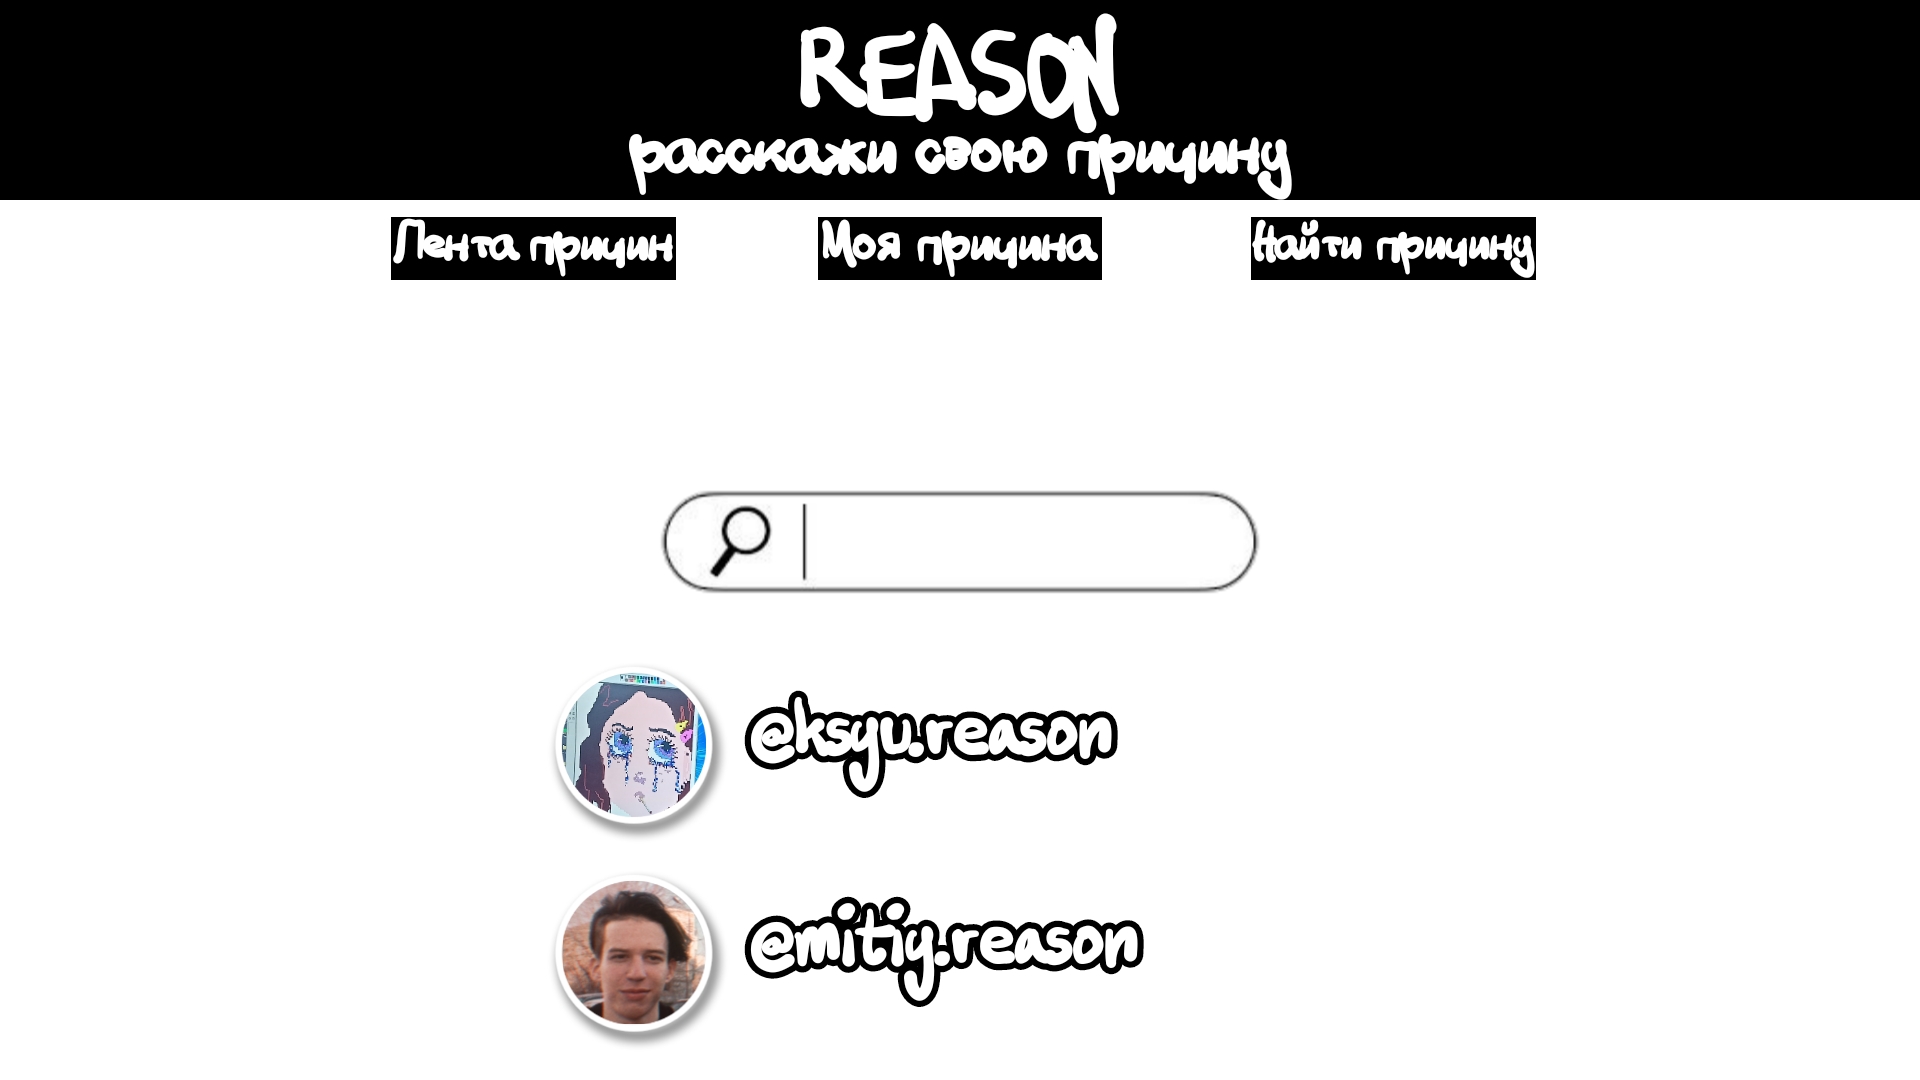 REASON
расскажи свою причину
Лента причин
Моя причина
Найти причину
@ksyu.reason
@mitiy.reason